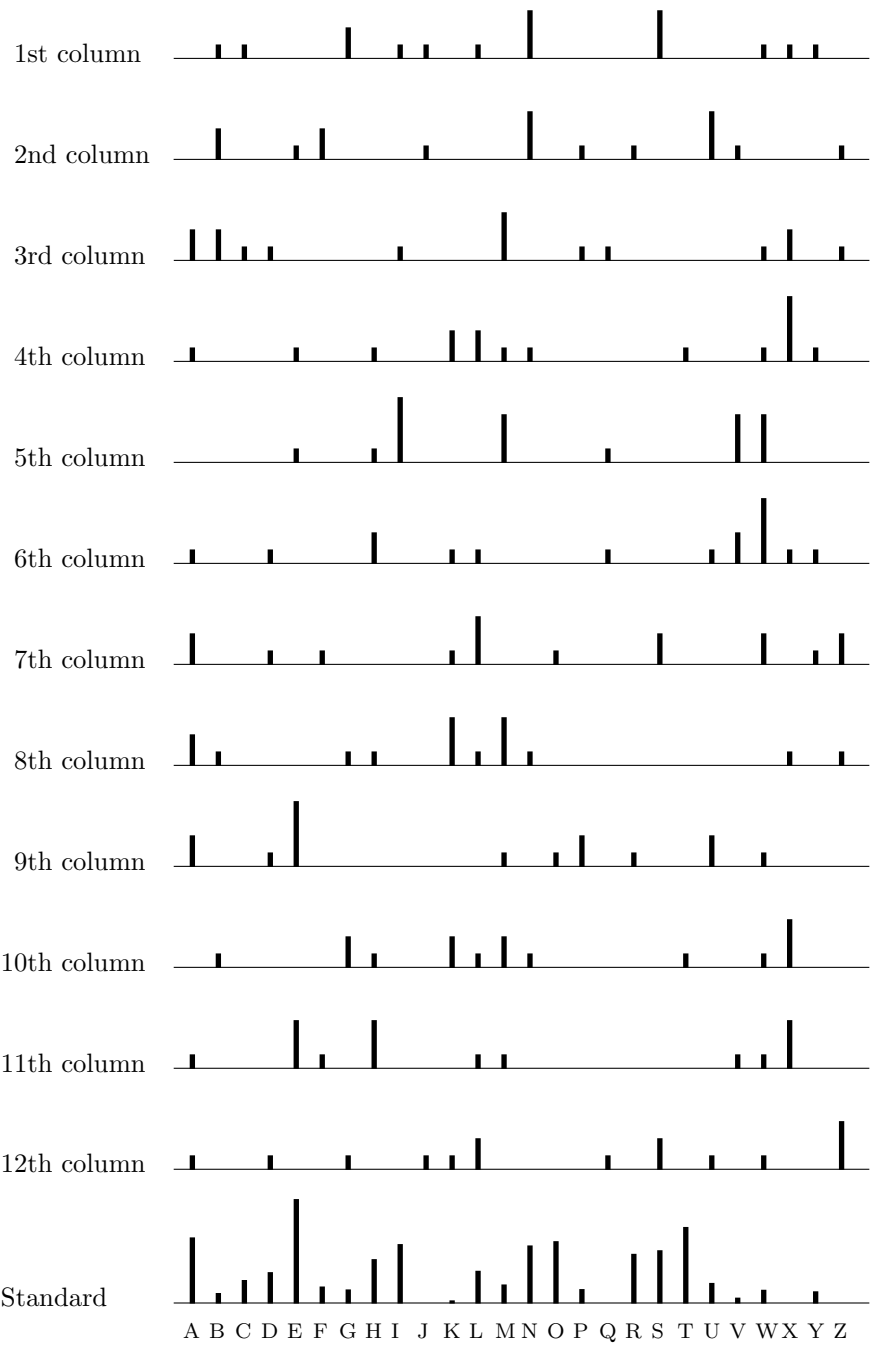 1st column
2nd column
3rd column
4th column
5th column
6th column
7th column
8th column
9th column
10th column
11th column
12th column
Standard
A B C D E F G H I J K L M N O P Q R S T U V W X Y Z